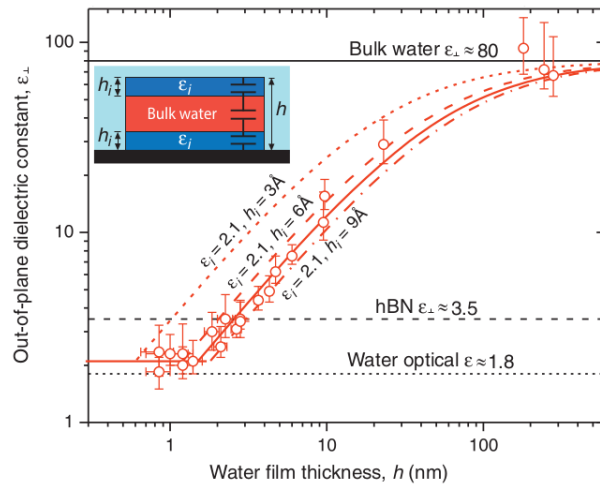 Out-of-plane dielectric constant, ε⊥
100
10
1
Bulk water ε⊥ ≈ 80
hᵢ
εᵢ
Bulk water
h
hᵢ
εᵢ
εᵢ = 2.1, hᵢ = 3Å
εᵢ = 2.1, hᵢ = 6Å
εᵢ = 2.1, hᵢ = 9Å
hBN ε⊥ ≈ 3.5
Water optical ε ≈ 1.8
1
10
100
Water film thickness, h (nm)